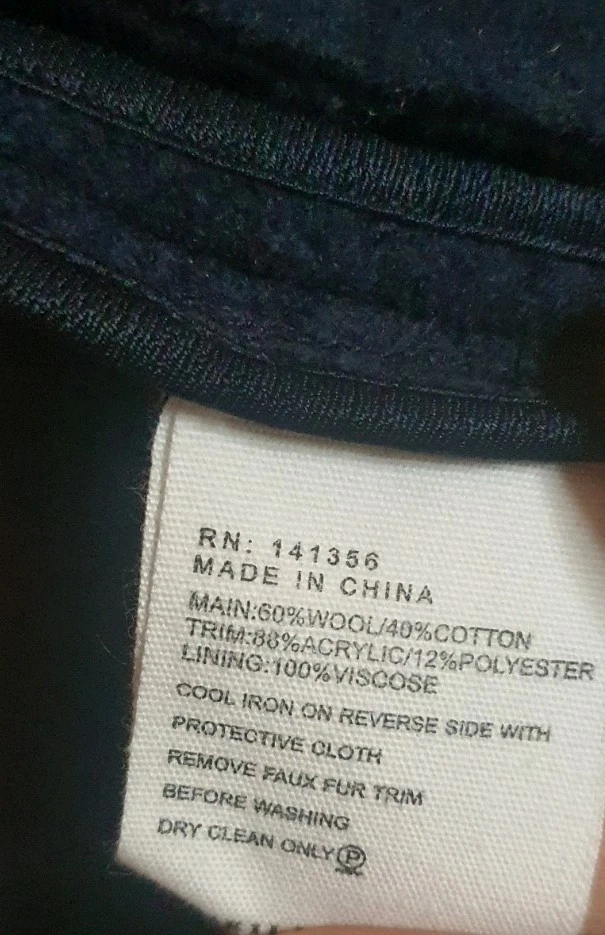 RN: 141356
MADE IN CHINA
MAIN:60%WOOL/40%COTTON
TRIM:88%ACRYLIC/12%POLYESTER
LINING:100%VISCOSE
COOL IRON ON REVERSE SIDE WITH
PROTECTIVE CLOTH
REMOVE FAUX FUR TRIM
BEFORE WASHING
DRY CLEAN ONLY Ⓟ